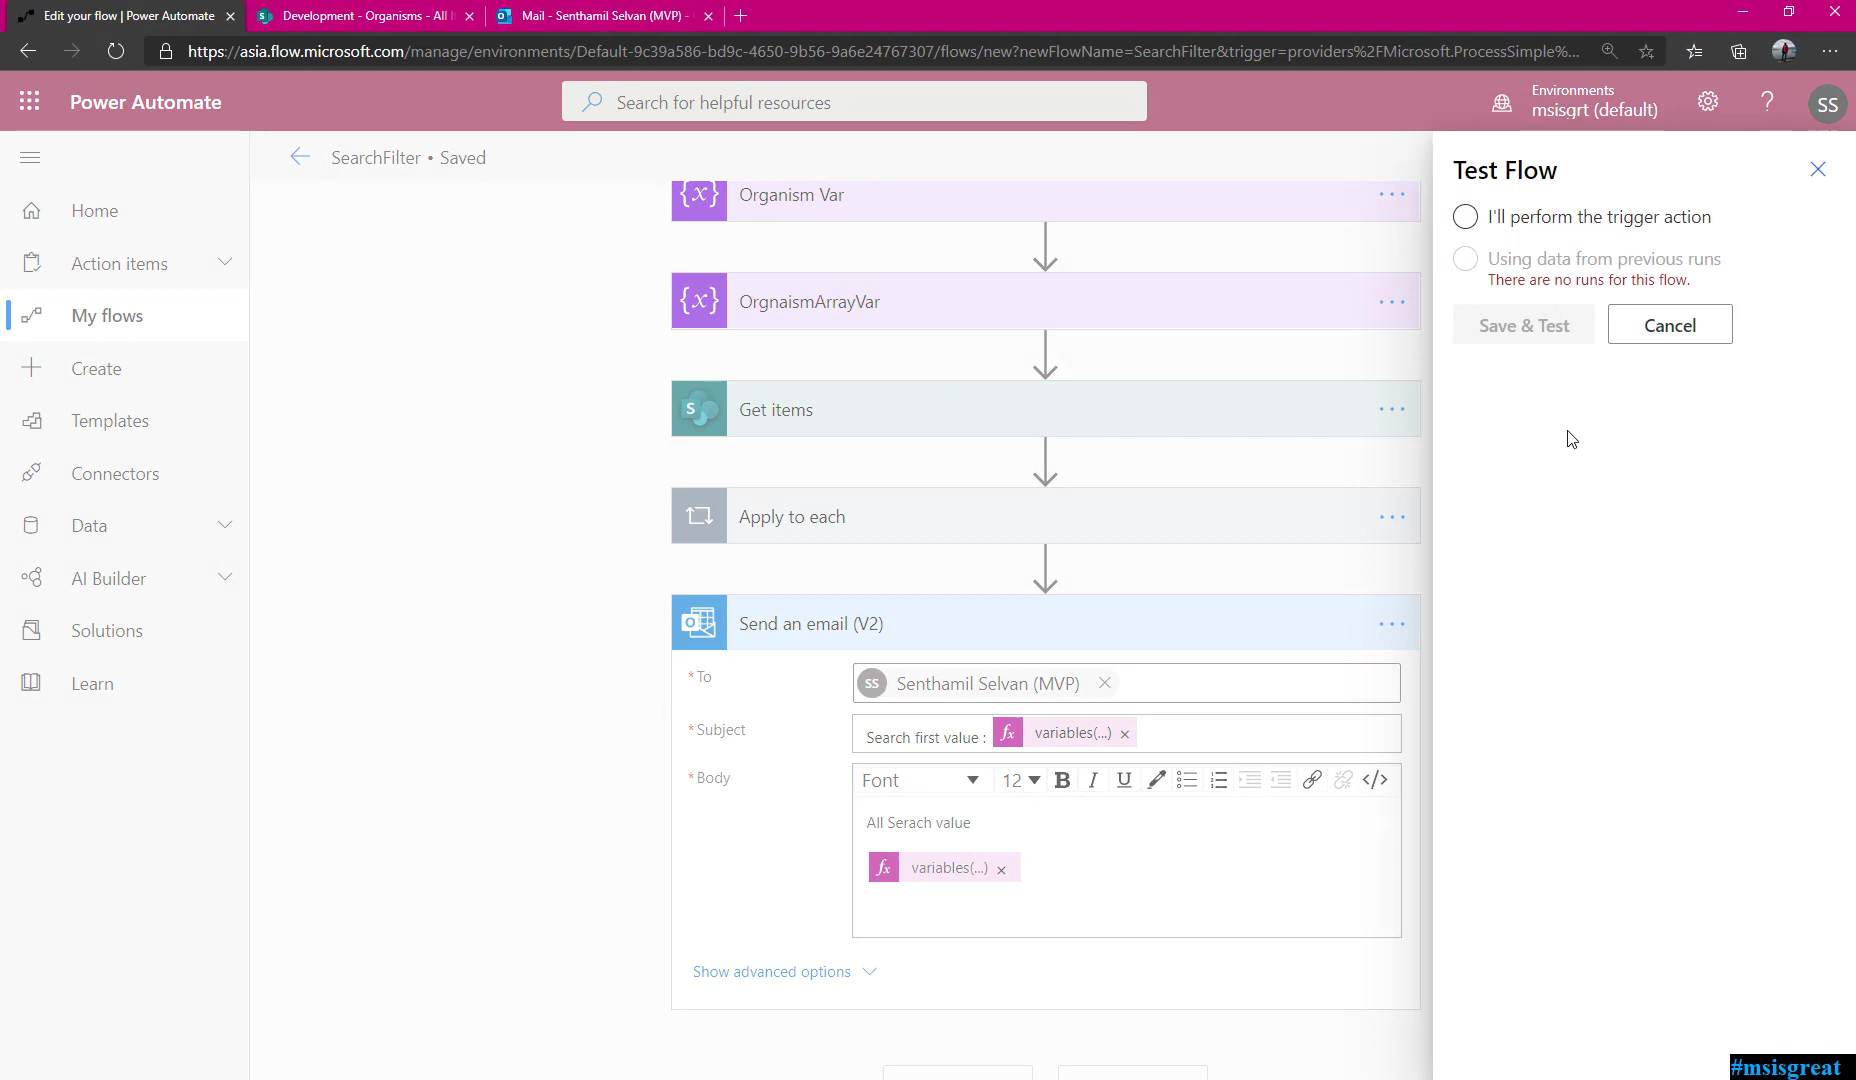 Edit your flow | Power Automate
Development - Organisms - All I
Mail - Senthamil Selvan (MVP) -
https://asia.flow.microsoft.com/manage/environments/Default-9c39a586-bd9c-4650-9b56-9a6e24767307/flows/new?newFlowName=SearchFilter&trigger=providers%2FMicrosoft.ProcessSimple%...
Power Automate
Search for helpful resources
Environments
msisgrt (default)
SS
Home
Action items
My flows
Create
Templates
Connectors
Data
AI Builder
Solutions
Learn
SearchFilter • Saved
{x} Organism Var
{x} OrgnaismArrayVar
S Get items
Apply to each
Send an email (V2)
* To
SS Senthamil Selvan (MVP)
* Subject
Search first value : fx variables(...)
* Body
Font 12 B I U </>
All Serach value
fx variables(...)
Show advanced options
Test Flow
I'll perform the trigger action
Using data from previous runs
There are no runs for this flow.
Save & Test
Cancel
#msisgreat